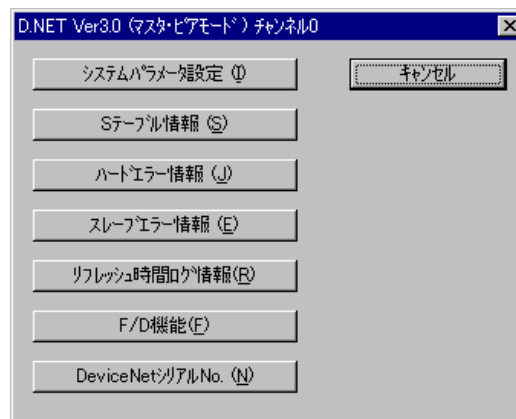 D.NET Ver3.0 (ﾏｽﾀ･ﾋﾟｱﾓｰﾄﾞ) ﾁｬﾝﾈﾙ0
ｼｽﾃﾑﾊﾟﾗﾒｰﾀ設定 (I)
キャンセル
Sﾃｰﾌﾞﾙ情報 (S)
ﾊｰﾄﾞｴﾗｰ情報 (J)
ｽﾚｰﾌﾞｴﾗｰ情報 (E)
ﾘﾌﾚｯｼｭ時間ﾛｸﾞ情報(R)
F/D機能(F)
DeviceNetｼﾘｱﾙNo. (N)